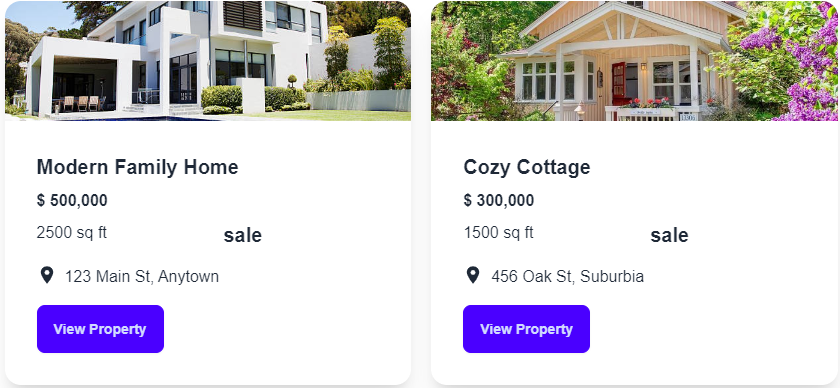 Modern Family Home
$ 500,000
2500 sq ft
sale
123 Main St, Anytown
View Property
Cozy Cottage
$ 300,000
1500 sq ft
sale
456 Oak St, Suburbia
View Property